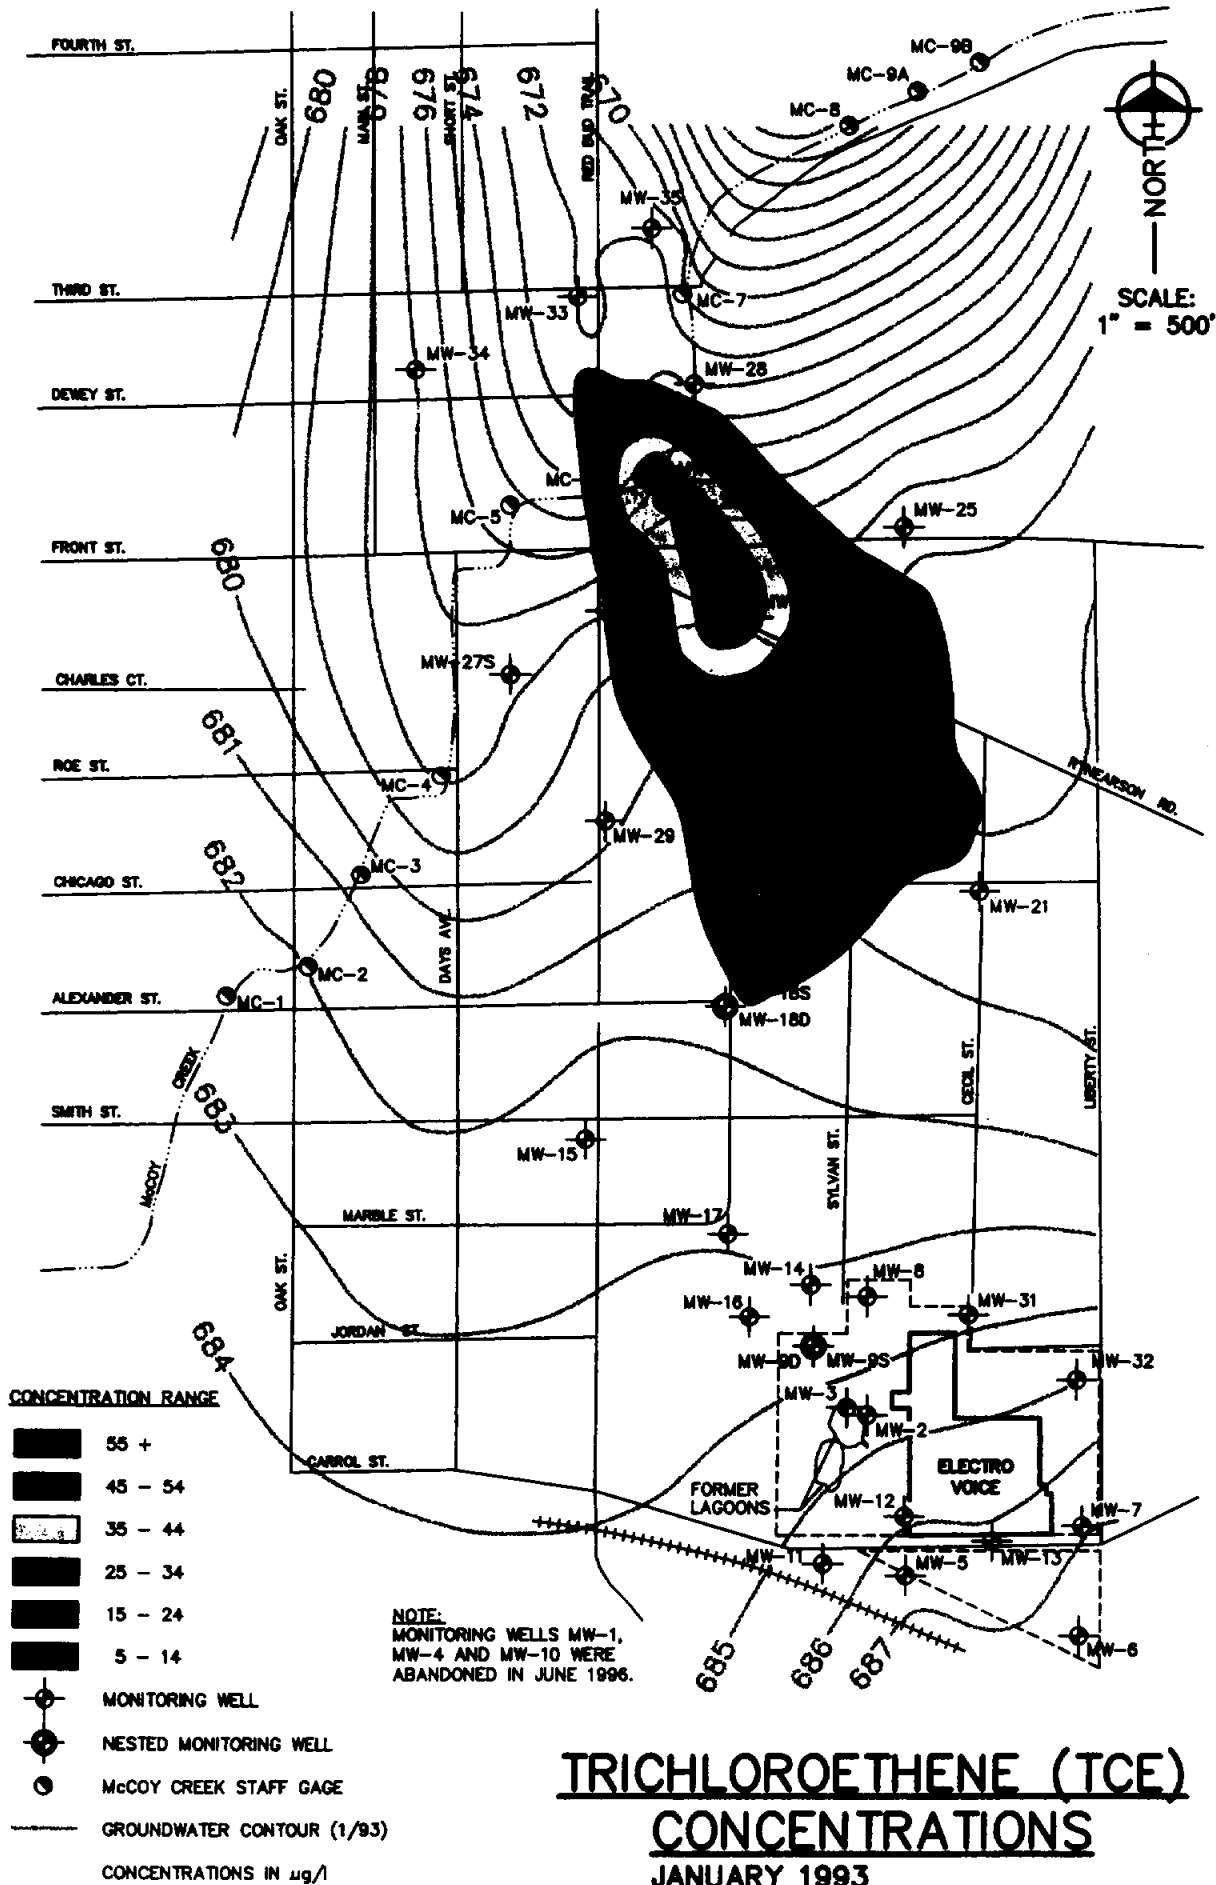 FOURTH ST.
MC-9B
MC-9A
MC-8
680
676
674
672
670
OAK ST.
MAIN ST.
SHORT ST.
RED BUD TRAIL
NORTH
SCALE:
1" = 500'
MW-35
THIRD ST.
MW-33
MC-7
MW-34
MW-28
DEWEY ST.
MC-5
MW-25
FRONT ST.
680
MW-27S
CHARLES CT.
681
ROE ST.
MC-4
RYNEARSON RD.
MW-29
682
MC-3
CHICAGO ST.
MW-21
DAYS AVE.
MC-2
MC-1
ALEXANDER ST.
MW-18D
CREEK
683
CECIL ST.
LIBERTY ST.
SMITH ST.
MW-15
McCOY
SYLVAN ST.
MARBLE ST.
MW-17
OAK ST.
MW-14
MW-8
MW-16
MW-31
684
JORDAN ST.
MW-9D
MW-9S
MW-32
MW-3
MW-2
CARROL ST.
ELECTRO
VOICE
FORMER
LAGOONS
MW-12
MW-7
MW-11
MW-5
MW-13
MW-6
685
686
687
CONCENTRATION RANGE
55 +
45 - 54
35 - 44
25 - 34
15 - 24
5 - 14
MONITORING WELL
NESTED MONITORING WELL
McCOY CREEK STAFF GAGE
GROUNDWATER CONTOUR (1/93)
CONCENTRATIONS IN µg/l
NOTE:
MONITORING WELLS MW-1,
MW-4 AND MW-10 WERE
ABANDONED IN JUNE 1996.
TRICHLOROETHENE (TCE)
CONCENTRATIONS
JANUARY 1993